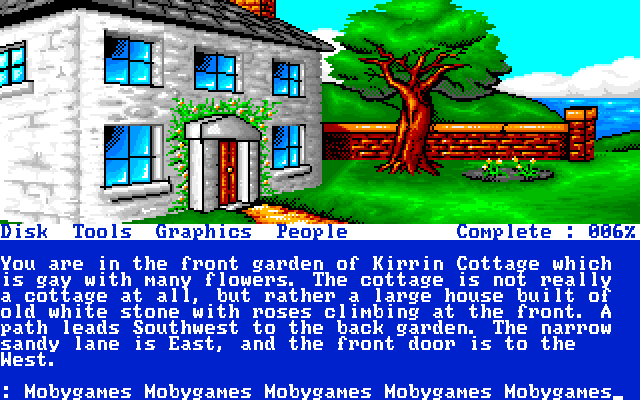 Disk Tools Graphics People Complete : 006%
You are in the front garden of Kirrin Cottage which
is gay with many flowers. The cottage is not really
a cottage at all, but rather a large house built of
old white stone with roses climbing at the front. A
path leads Southwest to the back garden. The narrow
sandy lane is East, and the front door is to the
West.
: Mobygames Mobygames Mobygames Mobygames Mobygames_